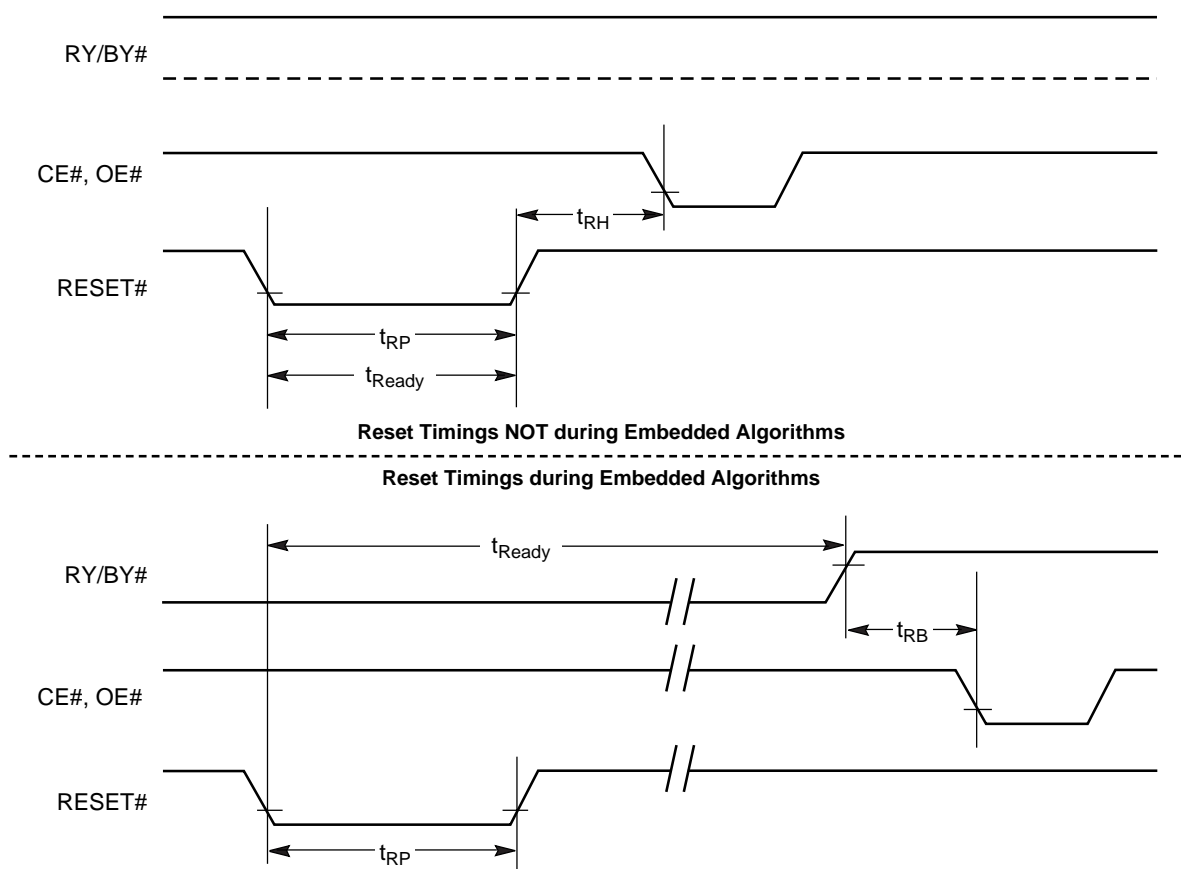 RY/BY#
CE#, OE#
tRH
RESET#
tRP
tReady
Reset Timings NOT during Embedded Algorithms
Reset Timings during Embedded Algorithms
tReady
RY/BY#
tRB
CE#, OE#
RESET#
tRP